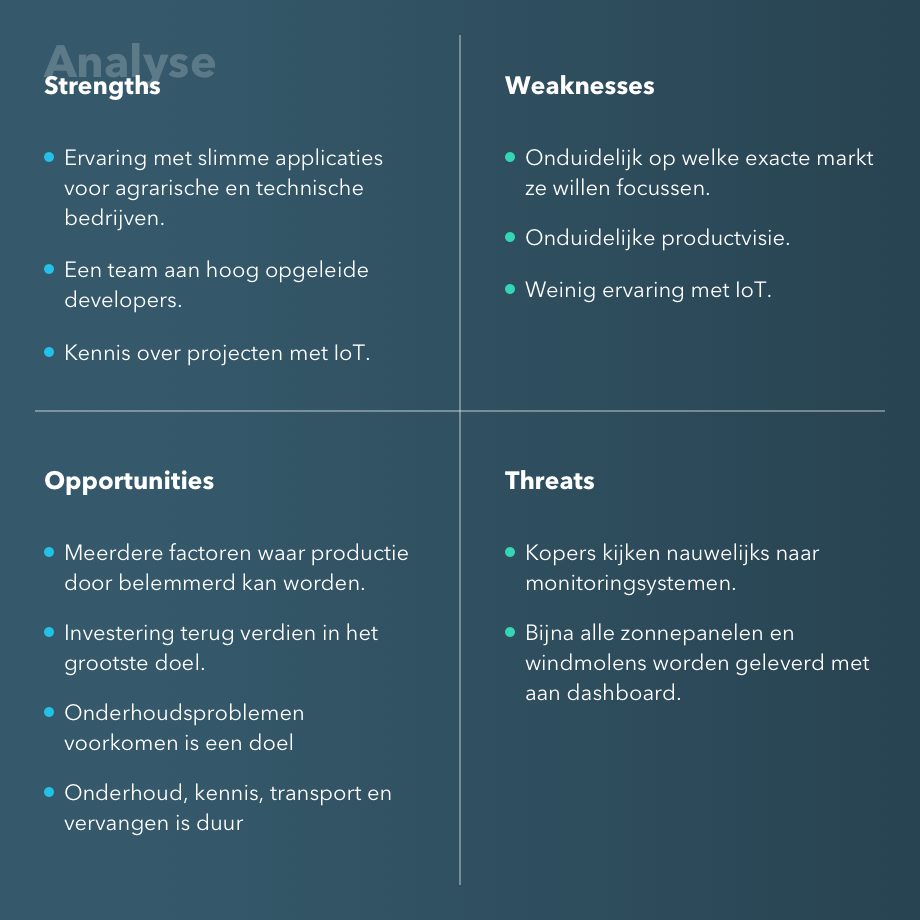 Analyse
Strengths
Ervaring met slimme applicaties
voor agrarische en technische
bedrijven.
Een team aan hoog opgeleide
developers.
Kennis over projecten met IoT.
Weaknesses
Onduidelijk op welke exacte markt
ze willen focussen.
Onduidelijke productvisie.
Weinig ervaring met IoT.
Opportunities
Meerdere factoren waar productie
door belemmerd kan worden.
Investering terug verdien in het
grootste doel.
Onderhoudsproblemen
voorkomen is een doel
Onderhoud, kennis, transport en
vervangen is duur
Threats
Kopers kijken nauwelijks naar
monitoringsystemen.
Bijna alle zonnepanelen en
windmolens worden geleverd met
aan dashboard.